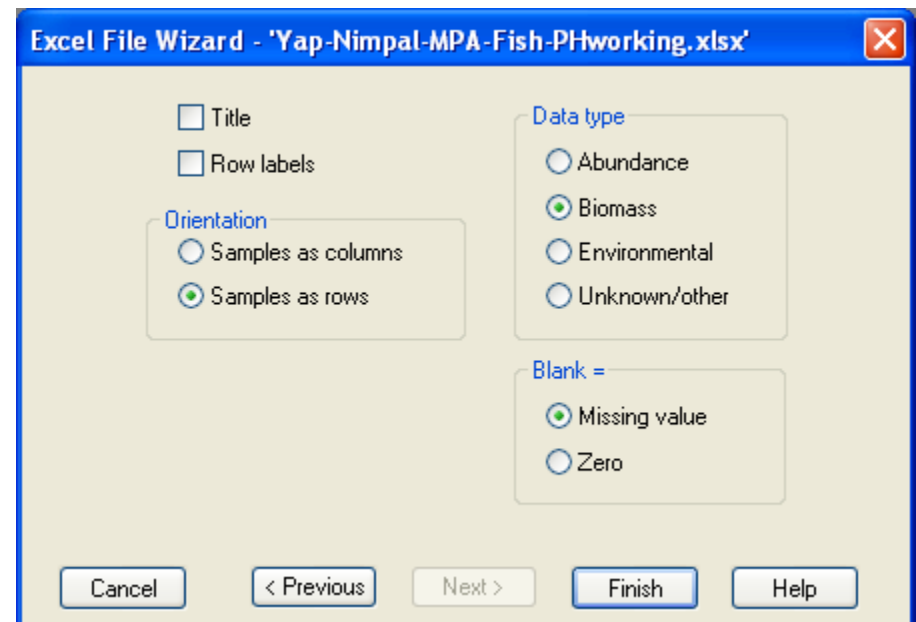 Excel File Wizard - 'Yap-Nimpal-MPA-Fish-PHworking.xlsx'
Title
Row labels
Orientation
Samples as columns
Samples as rows
Data type
Abundance
Biomass
Environmental
Unknown/other
Blank =
Missing value
Zero
Cancel
< Previous
Next >
Finish
Help